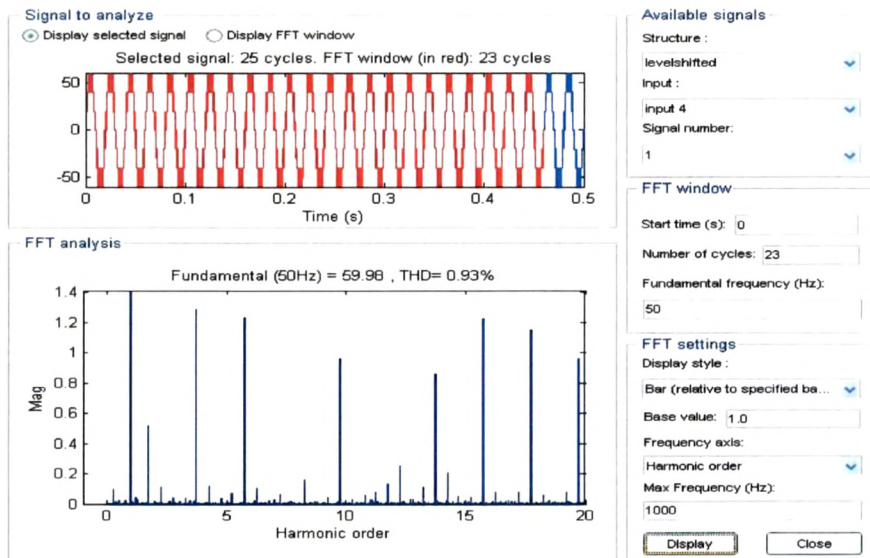 Signal to analyze
Display selected signal Display FFT window
Selected signal: 25 cycles. FFT window (in red): 23 cycles
50
0
-50
0 0.1 0.2 0.3 0.4 0.5
Time (s)
FFT analysis
Fundamental (50Hz) = 59.98 , THD= 0.93%
1.4
1.2
1
0.8
0.6
0.4
0.2
0
Mag
0 5 10 15 20
Harmonic order
Available signals
Structure :
levelshifted
Input :
input 4
Signal number:
1
FFT window
Start time (s): 0
Number of cycles: 23
Fundamental frequency (Hz):
50
FFT settings
Display style :
Bar (relative to specified ba...
Base value: 1.0
Frequency axis:
Harmonic order
Max Frequency (Hz):
1000
Display Close